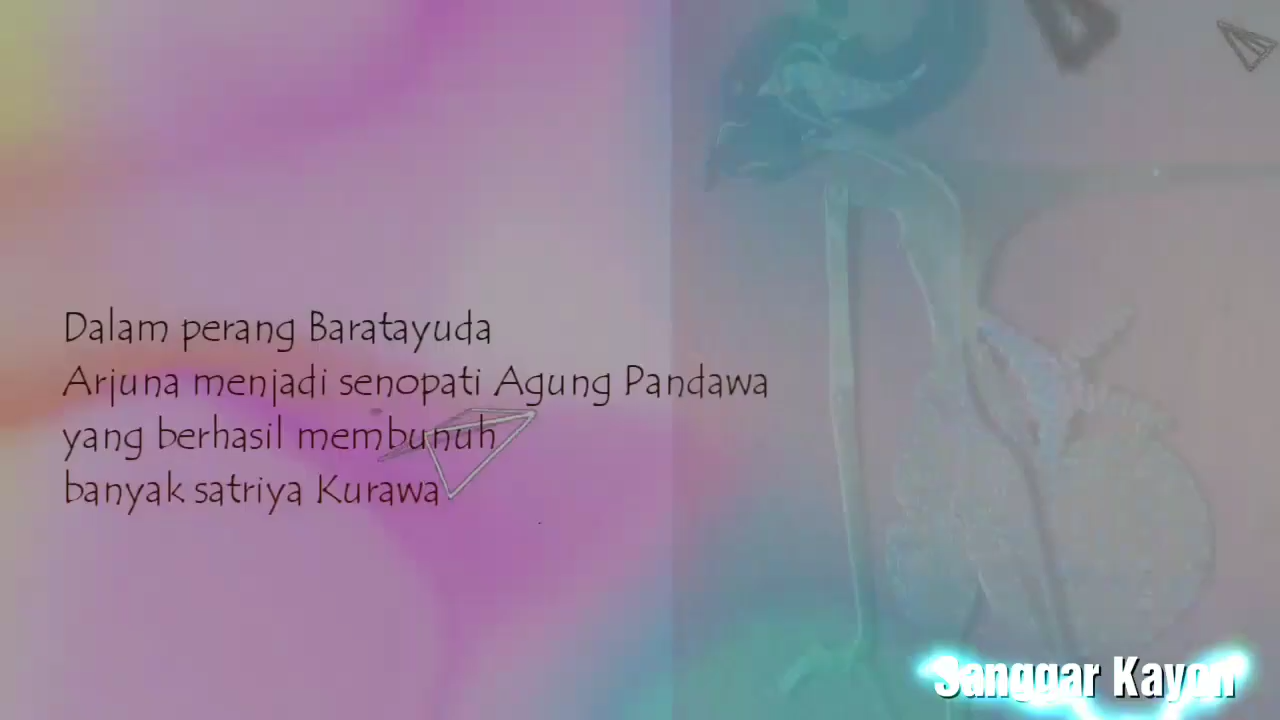 Dalam perang Baratayuda
Arjuna menjadi senopati Agung Pandawa
yang berhasil membunuh
banyak satriya Kurawa
Sanggar Kayon